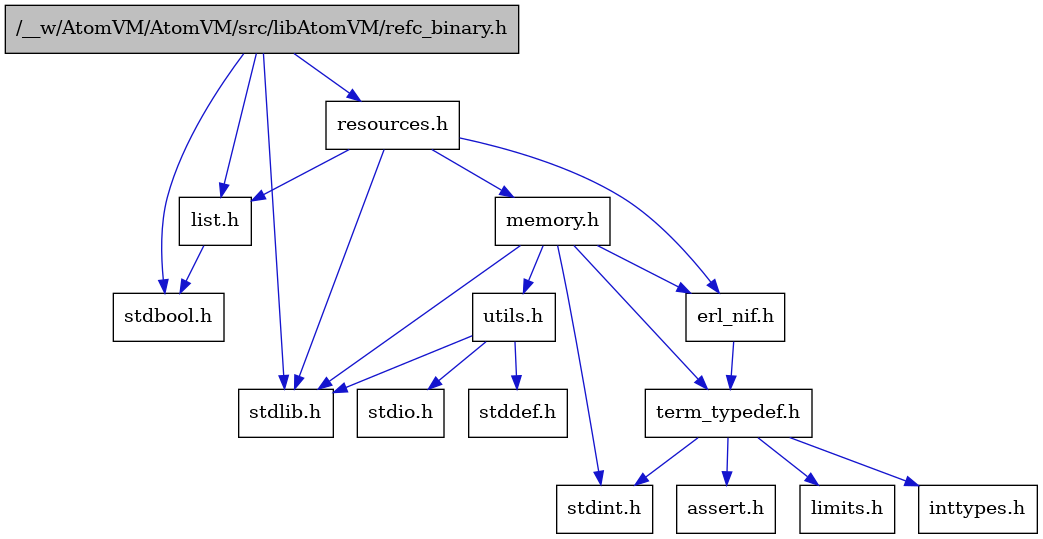 /__w/AtomVM/AtomVM/src/libAtomVM/refc_binary.h
resources.h
list.h
memory.h
stdbool.h
utils.h
erl_nif.h
stdlib.h
stdio.h
stddef.h
term_typedef.h
stdint.h
assert.h
limits.h
inttypes.h